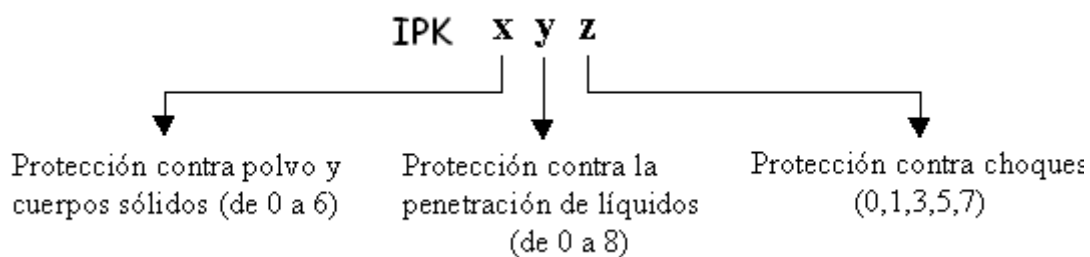 IPK x y z
Protección contra polvo y
cuerpos sólidos (de 0 a 6)
Protección contra la
penetración de líquidos
(de 0 a 8)
Protección contra choques
(0,1,3,5,7)